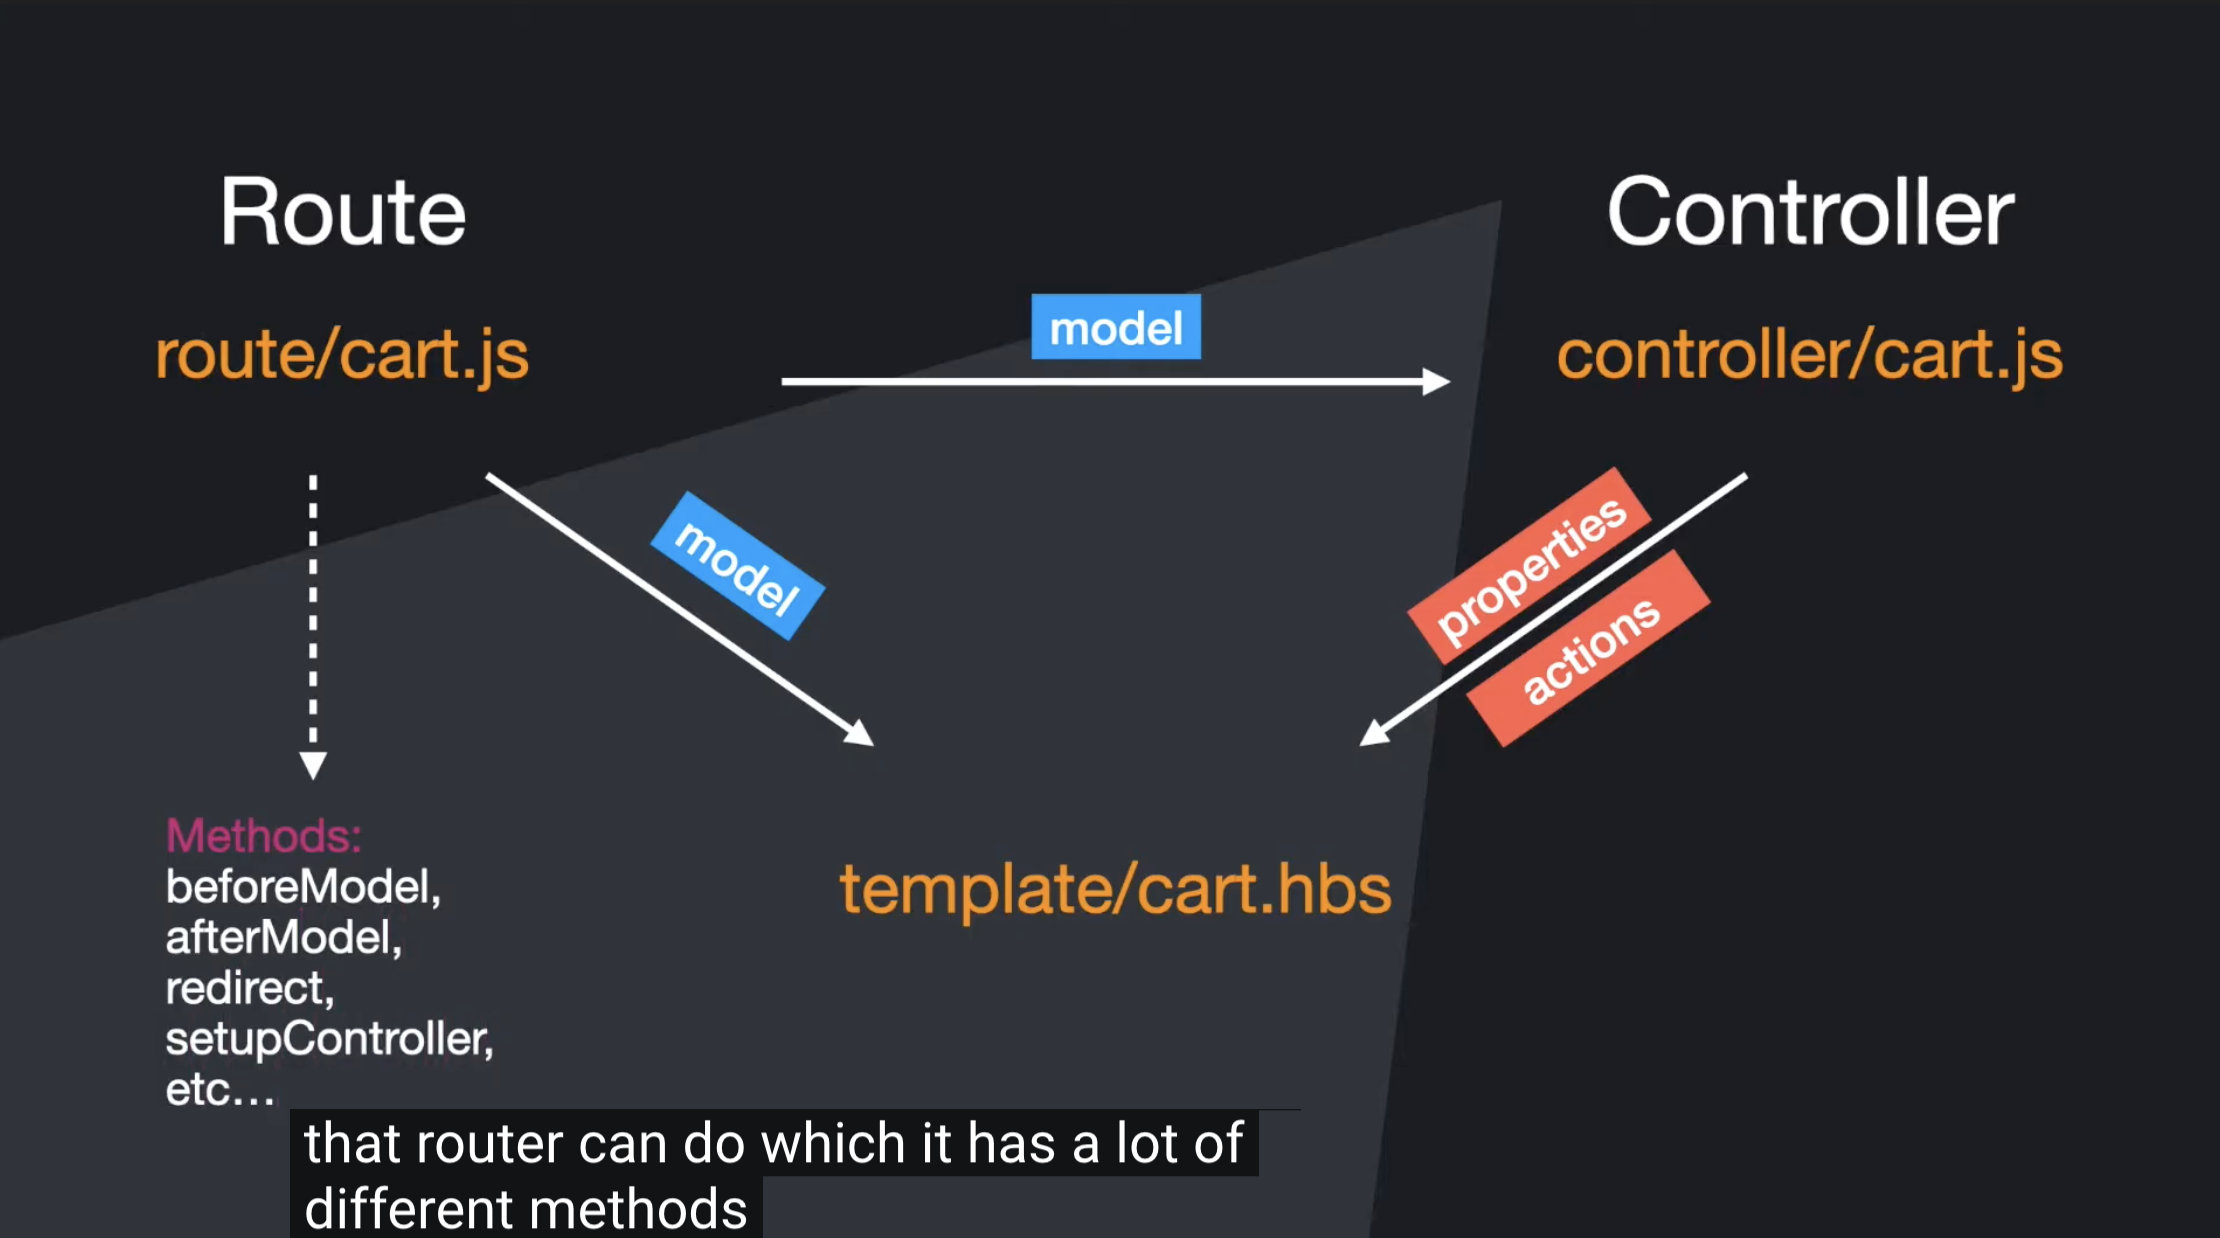 Route
Controller
route/cart.js
model
controller/cart.js
model
properties
actions
Methods:
beforeModel,
afterModel,
redirect,
setupController,
etc...
template/cart.hbs
that router can do which it has a lot of
different methods